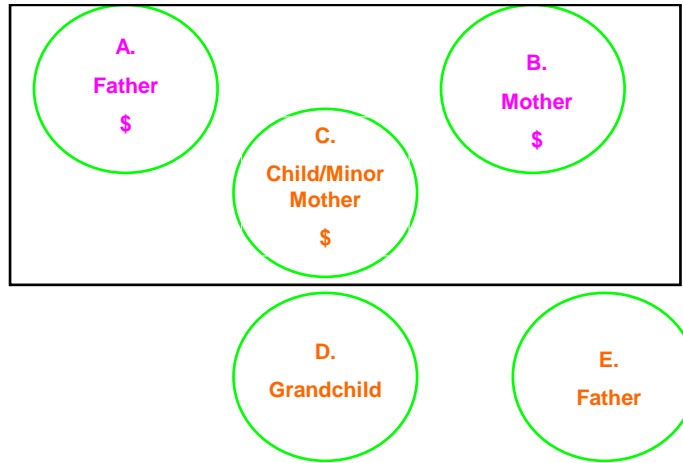 A.
Father
$
B.
Mother
$
C.
Child/Minor
Mother
$
D.
Grandchild
E.
Father